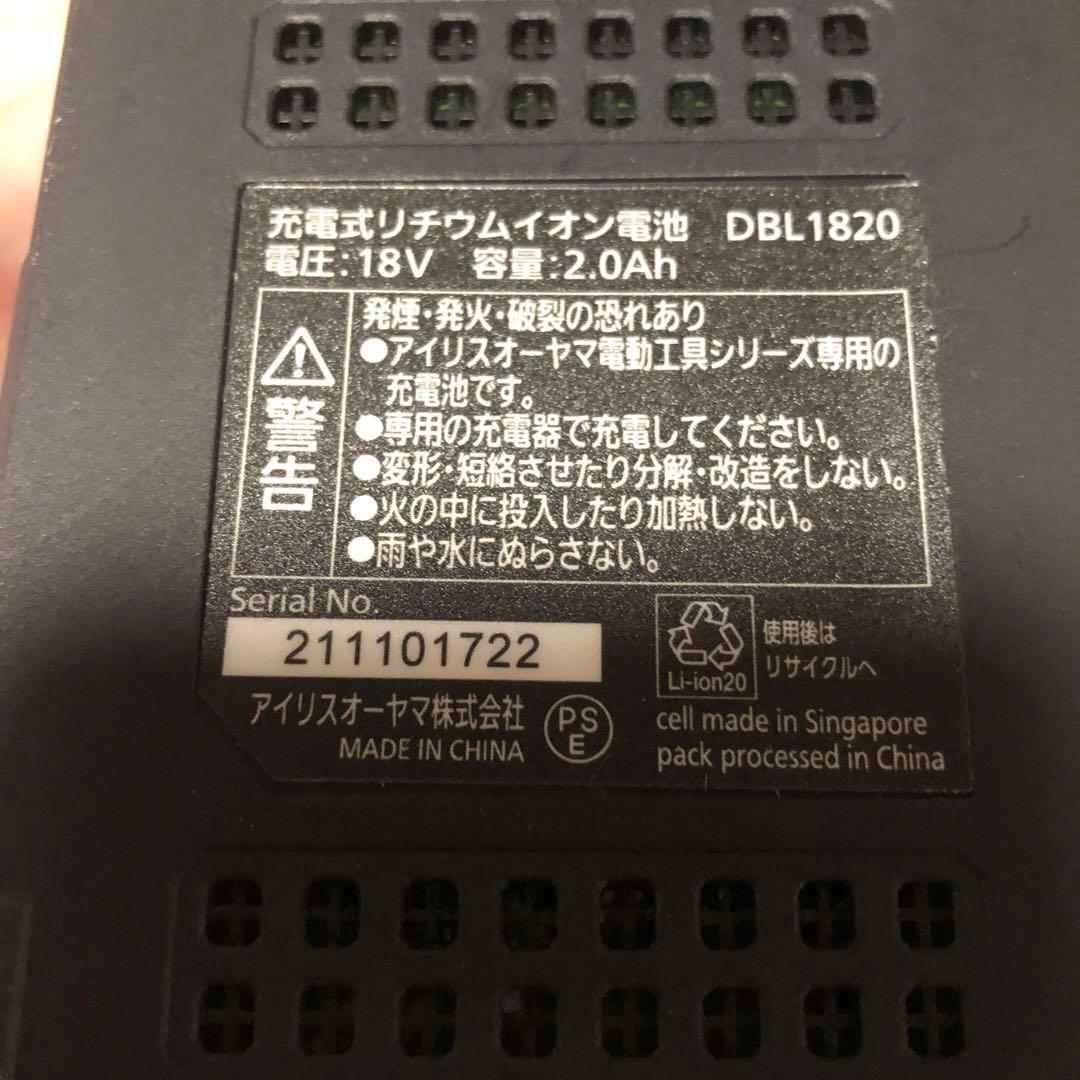 充電式リチウムイオン電池 DBL1820
電圧:18V 容量:2.0Ah
警告
発煙・発火・破裂の恐れあり
●アイリスオーヤマ電動工具シリーズ専用の
充電池です。
●専用の充電器で充電してください。
●変形・短絡させたり分解・改造をしない。
●火の中に投入したり加熱しない。
●雨や水にぬらさない。
Serial No.
211101722
アイリスオーヤマ株式会社
MADE IN CHINA
PS
E
Li-ion20
使用後は
リサイクルへ
cell made in Singapore
pack processed in China